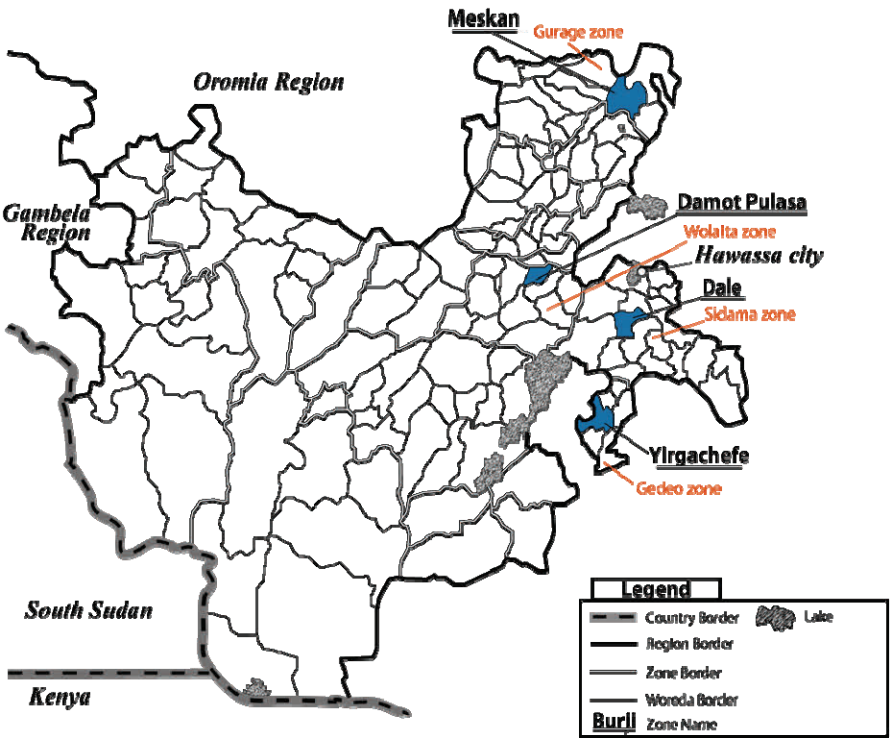 Meskan
Gurage zone
Oromia Region
Gambela
Region
Damot Pulasa
Wolaita zone
Hawassa city
Dale
Sidama zone
Yirgachefe
Gedeo zone
South Sudan
Kenya
Legend
Country Border
Lake
Region Border
Zone Border
Woreda Border
Burji Zone Name